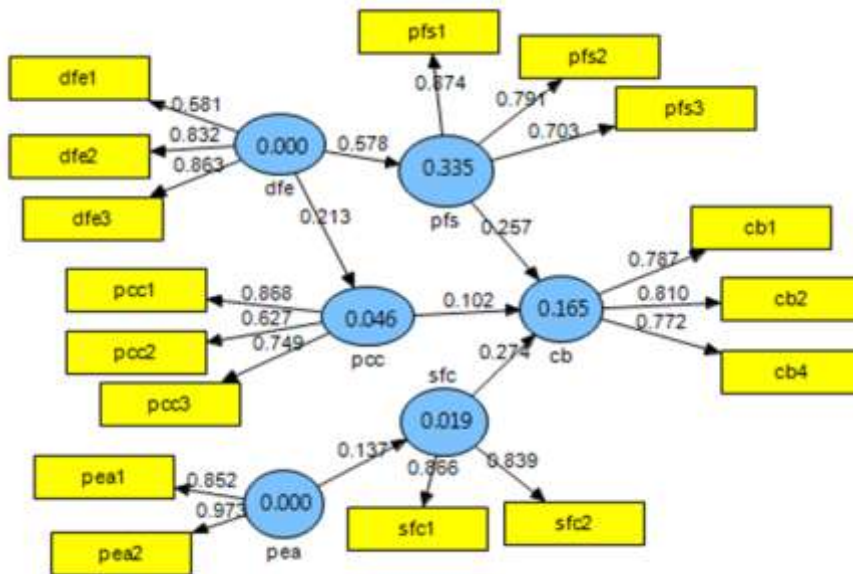 pfs1
pfs2
pfs3
dfe1
dfe2
dfe3
0.581
0.832
0.863
0.000
dfe
0.578
0.874
0.791
0.703
0.335
pfs
0.213
0.257
pcc1
pcc2
pcc3
0.868
0.627
0.749
0.046
pcc
0.102
0.165
cb
0.787
0.810
0.772
cb1
cb2
cb4
0.274
sfc
0.019
0.137
0.866
0.839
pea1
pea2
0.852
0.973
0.000
pea
sfc1
sfc2